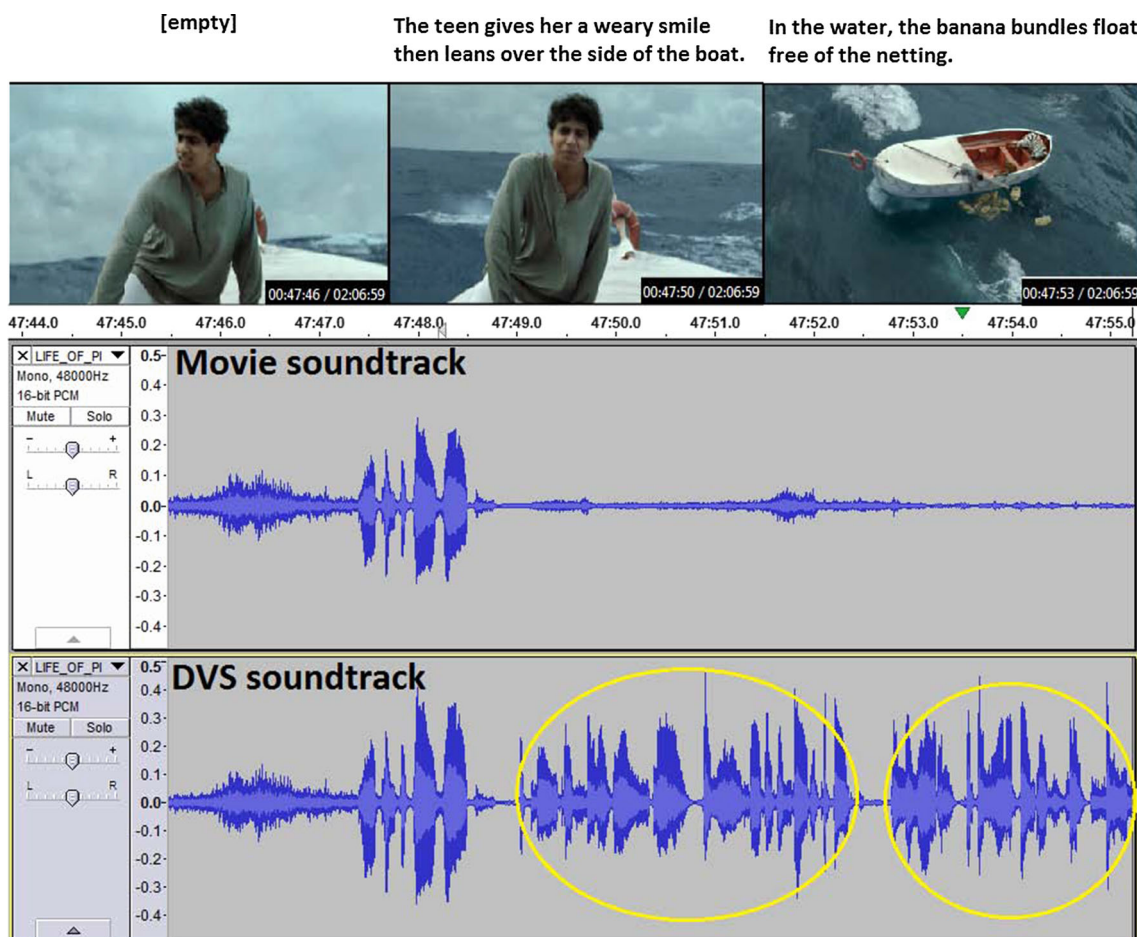 [empty]
The teen gives her a weary smile
then leans over the side of the boat.
In the water, the banana bundles float
free of the netting.
00:47:46 / 02:06:59
00:47:50 / 02:06:59
00:47:53 / 02:06:59
47:44.0 47:45.0 47:46.0 47:47.0 47:48.0 47:49.0 47:50.0 47:51.0 47:52.0 47:53.0 47:54.0 47:55.0
X LIFE_OF_PI
Mono, 48000Hz
16-bit PCM
Mute Solo
- +
L R
0.5
0.4
0.3
0.2
0.1
0.0
-0.1
-0.2
-0.3
-0.4
Movie soundtrack
X LIFE_OF_PI
Mono, 48000Hz
16-bit PCM
Mute Solo
- +
L R
0.5
0.4
0.3
0.2
0.1
0.0
-0.1
-0.2
-0.3
-0.4
DVS soundtrack